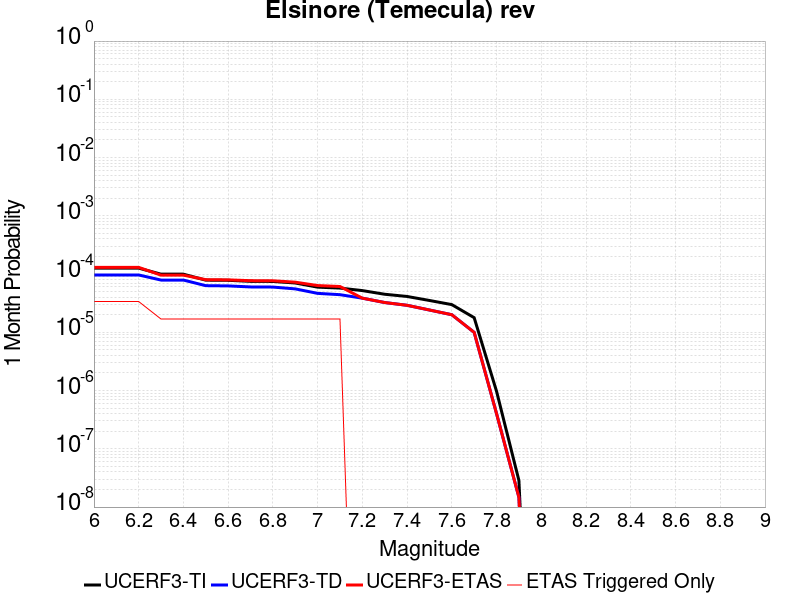 Elsinore (Temecula) rev
10^0
10^-1
10^-2
10^-3
10^-4
10^-5
10^-6
10^-7
10^-8
1 Month Probability
6 6.2 6.4 6.6 6.8 7 7.2 7.4 7.6 7.8 8 8.2 8.4 8.6 8.8 9
Magnitude
UCERF3-TI UCERF3-TD UCERF3-ETAS ETAS Triggered Only